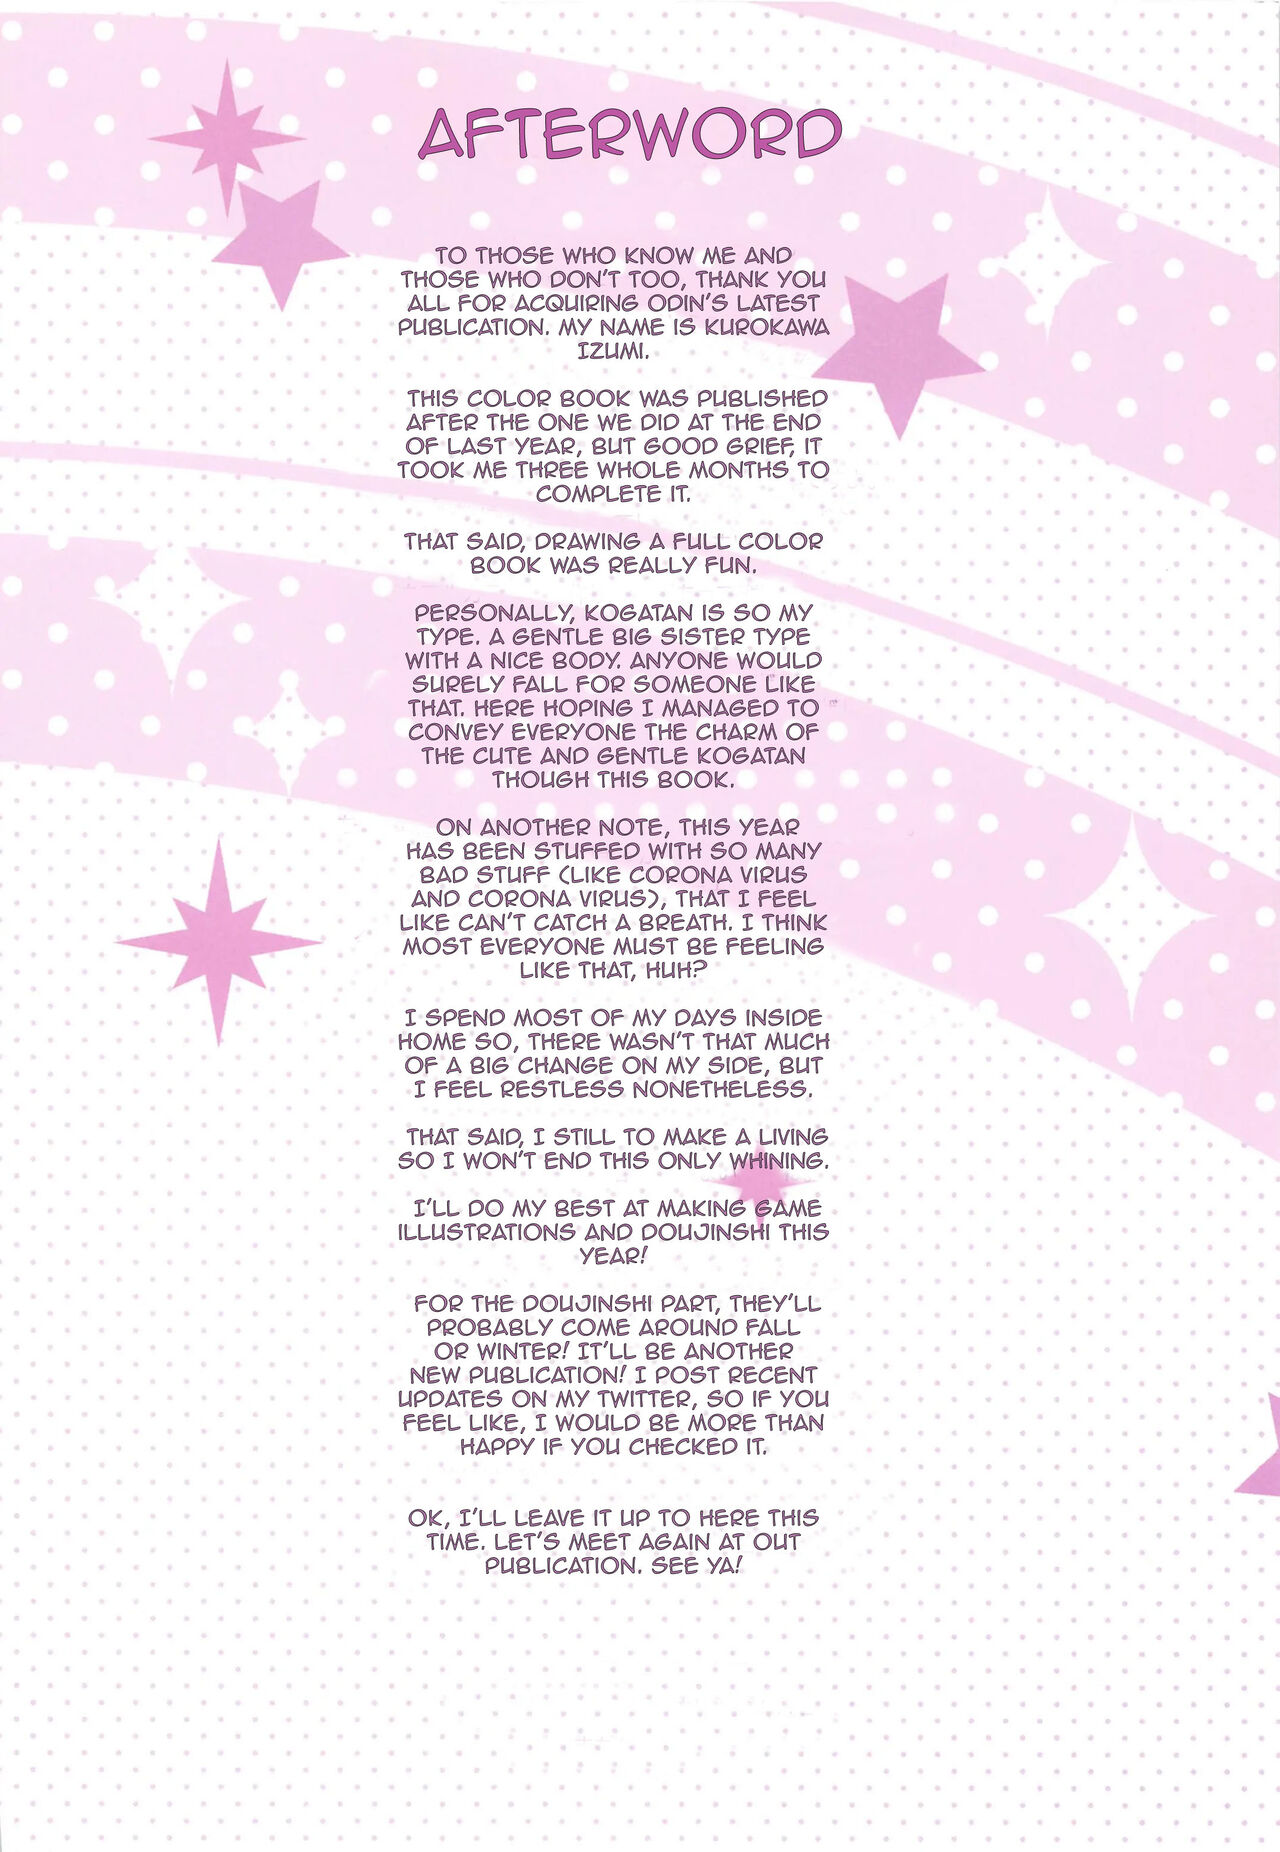 AFTERWORD
TO THOSE WHO KNOW ME AND
THOSE WHO DON'T TOO, THANK YOU
ALL FOR ACQUIRING ODIN'S LATEST
PUBLICATION. MY NAME IS KUROKAWA
IZUMI.
THIS COLOR BOOK WAS PUBLISHED
AFTER THE ONE WE DID AT THE END
OF LAST YEAR, BUT GOOD GRIEF, IT
TOOK ME THREE WHOLE MONTHS TO
COMPLETE IT.
THAT SAID, DRAWING A FULL COLOR
BOOK WAS REALLY FUN.
PERSONALLY, KOGATAN IS SO MY
TYPE. A GENTLE BIG SISTER TYPE
WITH A NICE BODY. ANYONE WOULD
SURELY FALL FOR SOMEONE LIKE
THAT. HERE HOPING I MANAGED TO
CONVEY EVERYONE THE CHARM OF
THE CUTE AND GENTLE KOGATAN
THOUGH THIS BOOK.
ON ANOTHER NOTE, THIS YEAR
HAS BEEN STUFFED WITH SO MANY
BAD STUFF (LIKE CORONA VIRUS
AND CORONA VIRUS), THAT I FEEL
LIKE CAN'T CATCH A BREATH. I THINK
MOST EVERYONE MUST BE FEELING
LIKE THAT, HUH?
I SPEND MOST OF MY DAYS INSIDE
HOME SO, THERE WASN'T THAT MUCH
OF A BIG CHANGE ON MY SIDE, BUT
I FEEL RESTLESS NONETHELESS.
THAT SAID, I STILL TO MAKE A LIVING
SO I WON'T END THIS ONLY WHINING.
I'LL DO MY BEST AT MAKING GAME
ILLUSTRATIONS AND DOUJINSHI THIS
YEAR!
FOR THE DOUJINSHI PART, THEY'LL
PROBABLY COME AROUND FALL
OR WINTER! IT'LL BE ANOTHER
NEW PUBLICATION! I POST RECENT
UPDATES ON MY TWITTER, SO IF YOU
FEEL LIKE, I WOULD BE MORE THAN
HAPPY IF YOU CHECKED IT.
OK, I'LL LEAVE IT UP TO HERE THIS
TIME. LET'S MEET AGAIN AT OUT
PUBLICATION. SEE YA!